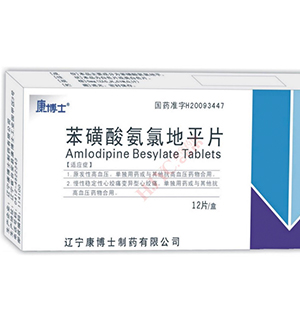 康博士
国药准字H20093447
苯磺酸氨氯地平片
Amlodipine Besylate Tablets
【适应症】
1.原发性高血压。单独用药或与其他抗高血压药物合用。
2.慢性稳定性心绞痛变异型心绞痛。单独用药或与其他抗高血压药物合用。
12片/盒
辽宁康博士制药有限公司